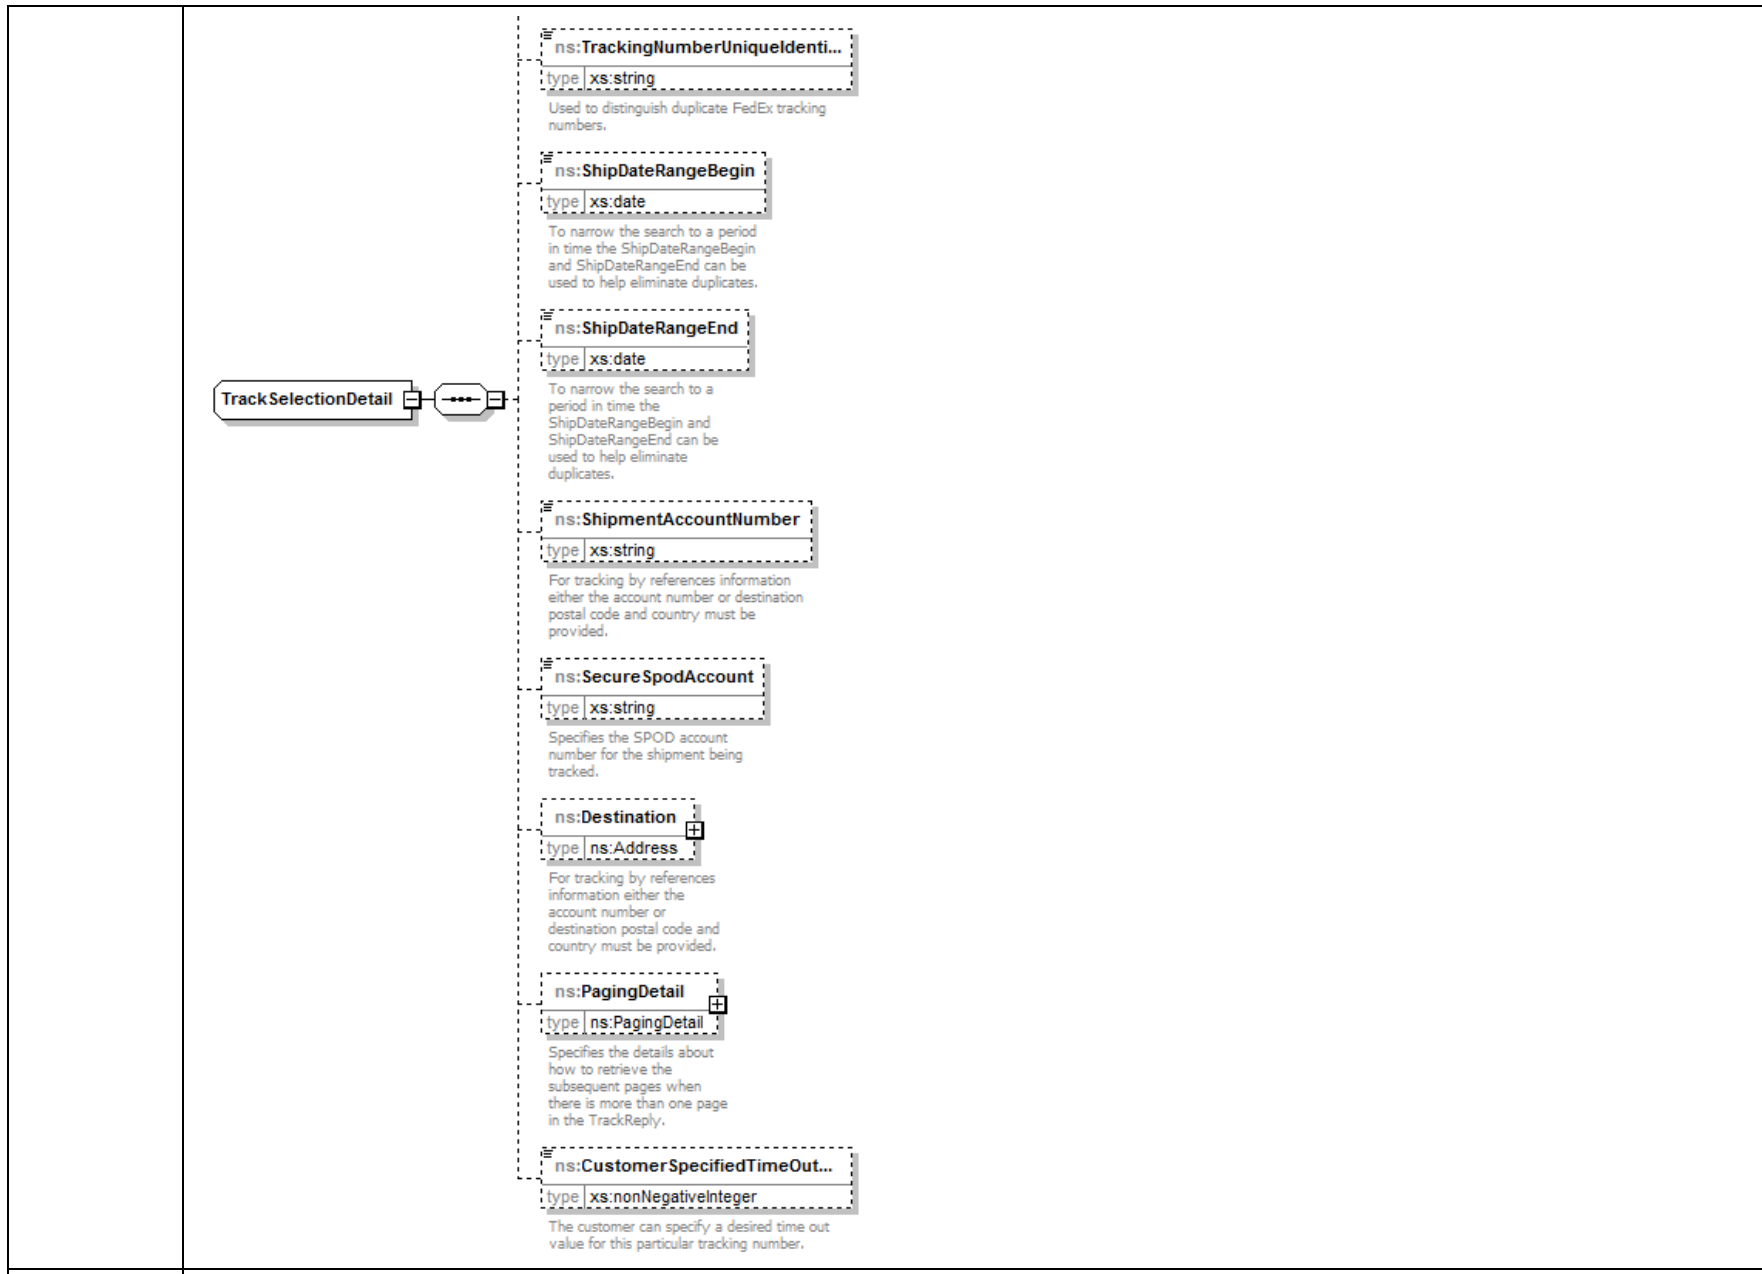 ns:TrackingNumberUniqueIdenti...
type xs:string
Used to distinguish duplicate FedEx tracking
numbers.
ns:ShipDateRangeBegin
type xs:date
To narrow the search to a period
in time the ShipDateRangeBegin
and ShipDateRangeEnd can be
used to help eliminate duplicates.
ns:ShipDateRangeEnd
type xs:date
TrackSelectionDetail
To narrow the search to a
period in time the
ShipDateRangeBegin and
ShipDateRangeEnd can be
used to help eliminate
duplicates.
ns:ShipmentAccountNumber
type xs:string
For tracking by references information
either the account number or destination
postal code and country must be
provided.
ns:SecureSpodAccount
type xs:string
Specifies the SPOD account
number for the shipment being
tracked.
ns:Destination
type ns:Address
For tracking by references
information either the
account number or
destination postal code and
country must be provided.
ns:PagingDetail
type ns:PagingDetail
Specifies the details about
how to retrieve the
subsequent pages when
there is more than one page
in the TrackReply.
ns:CustomerSpecifiedTimeOut...
type xs:nonNegativeInteger
The customer can specify a desired time out
value for this particular tracking number.